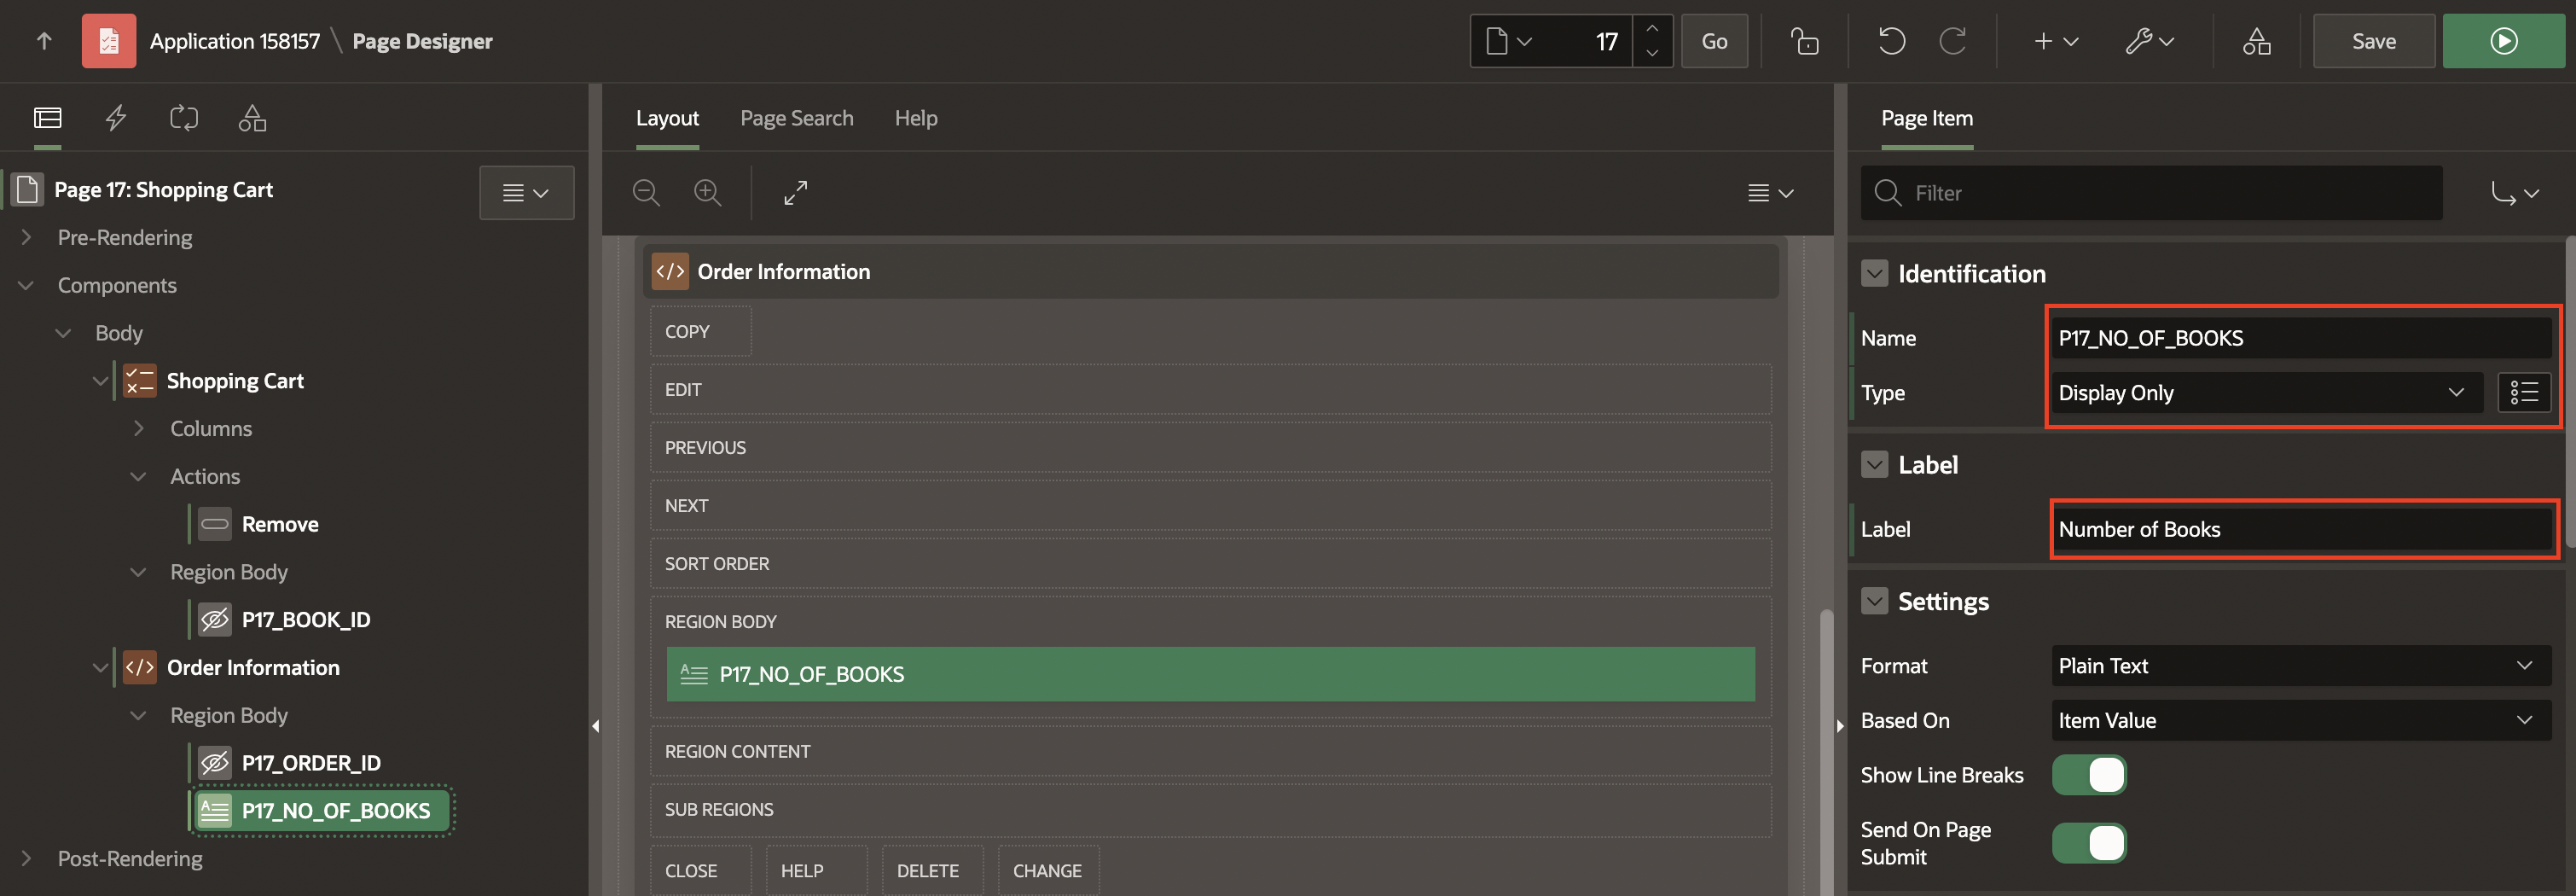 Application 158157 \ Page Designer
17
Go
Save
Layout
Page Search
Help
Page Item
Page 17: Shopping Cart
Pre-Rendering
Components
Body
Shopping Cart
Columns
Actions
Remove
Region Body
P17_BOOK_ID
Order Information
Region Body
P17_ORDER_ID
P17_NO_OF_BOOKS
Post-Rendering
Order Information
COPY
EDIT
PREVIOUS
NEXT
SORT ORDER
REGION BODY
P17_NO_OF_BOOKS
REGION CONTENT
SUB REGIONS
CLOSE
HELP
DELETE
CHANGE
Filter
Identification
Name
P17_NO_OF_BOOKS
Type
Display Only
Label
Label
Number of Books
Settings
Format
Plain Text
Based On
Item Value
Show Line Breaks
Send On Page
Submit